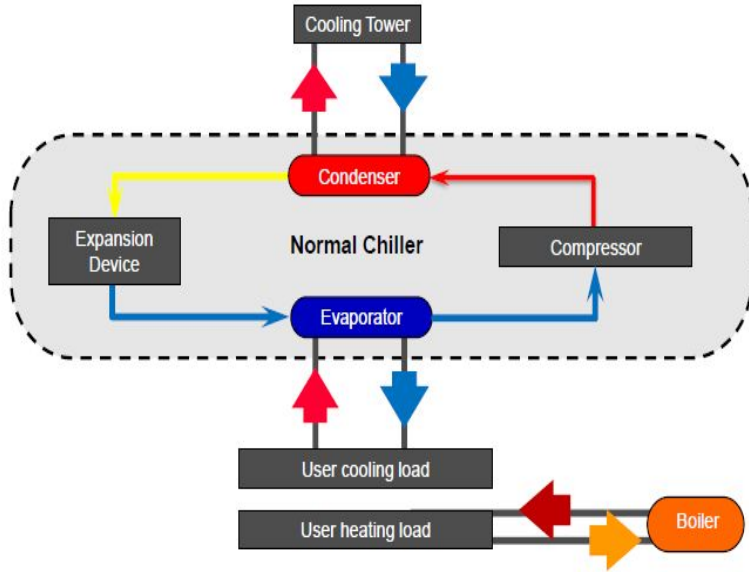 Cooling Tower
Condenser
Expansion
Device
Normal Chiller
Compressor
Evaporator
User cooling load
User heating load
Boiler